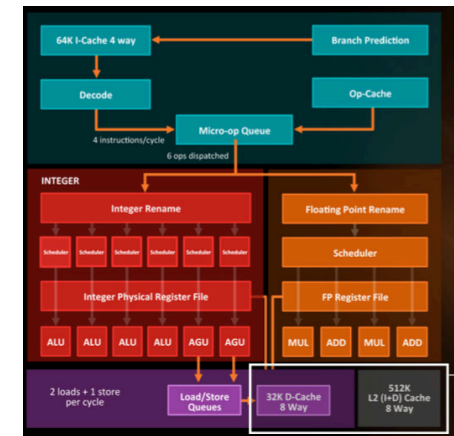 64K I-Cache 4 way
Branch Prediction
Decode
Op-Cache
Micro-op Queue
4 instructions/cycle
6 ops dispatched
INTEGER
Integer Rename
Floating Point Rename
Scheduler
Scheduler
Scheduler
Scheduler
Scheduler
Scheduler
Scheduler
Integer Physical Register File
FP Register File
ALU
ALU
ALU
ALU
AGU
AGU
MUL
ADD
MUL
ADD
2 loads + 1 store
per cycle
Load/Store
Queues
32K D-Cache
8 Way
512K
L2 (I+D) Cache
8 Way